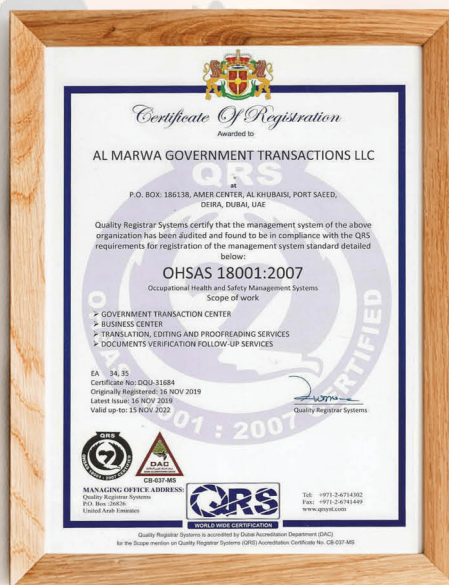 Certificate Of Registration
Awarded to
AL MARWA GOVERNMENT TRANSACTIONS LLC
at
P.O. BOX: 186138, AMER CENTER, AL KHUBAISI, PORT SAEED,
DEIRA, DUBAI, UAE
Quality Registrar Systems certify that the management system of the above
organization has been audited and found to be in compliance with the QRS
requirements for registration of the management system standard detailed
below:
OHSAS 18001:2007
Occupational Health and Safety Management Systems
Scope of work
➢ GOVERNMENT TRANSACTION CENTER
➢ BUSINESS CENTER
➢ TRANSLATION, EDITING AND PROOFREADING SERVICES
➢ DOCUMENTS VERIFICATION FOLLOW-UP SERVICES
EA 34, 35
Certificate No: DQU-31684
Originally Registered: 16 NOV 2019
Latest Issue: 16 NOV 2019
Valid up-to: 15 NOV 2022
Quality Registrar Systems
QRS
DAC
CB-037-MS
MANAGING OFFICE ADDRESS:
Quality Registrar Systems
P.O. Box :26826
United Arab Emirates
QRS
WORLD WIDE CERTIFICATION
Tel: +971-2-6714302
Fax: +971-2-6741449
www.qrsyst.com
Quality Registrar Systems is accredited by Dubai Accreditation Department (DAC)
for the Scope mention on Quality Registrar Systems (QRS) Accreditation Certificate No. CB-037-MS